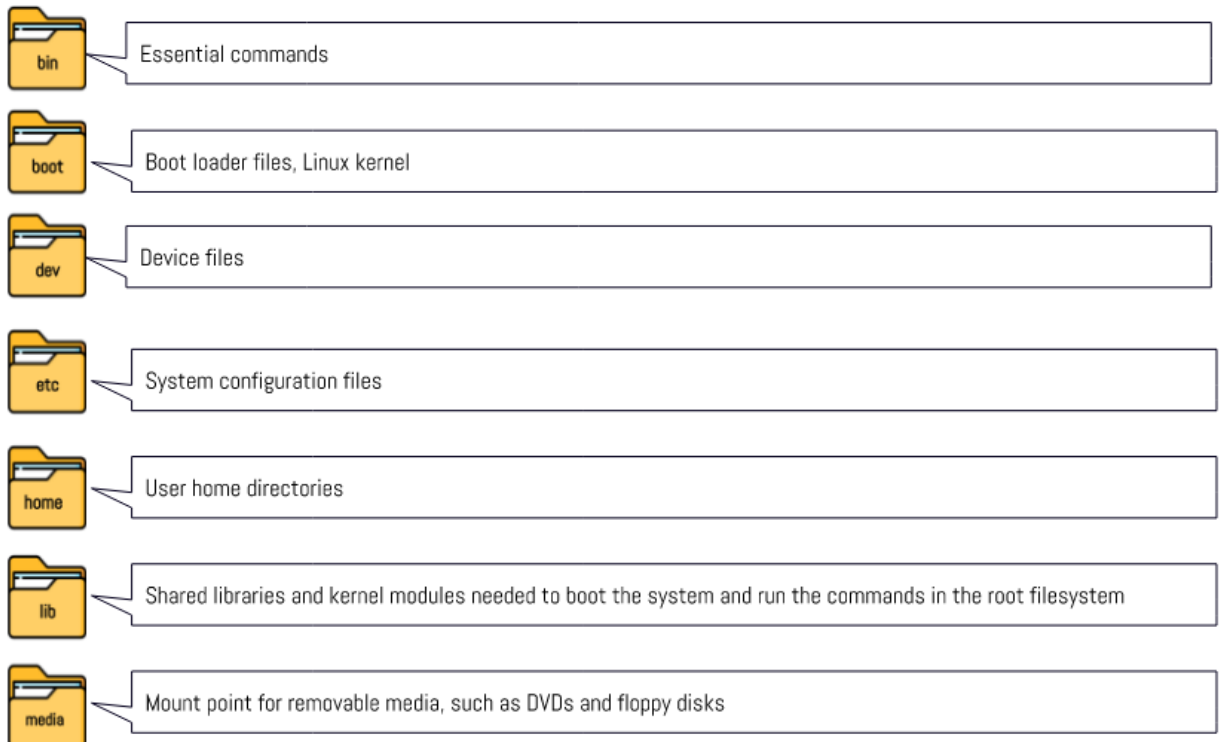 bin
Essential commands
boot
Boot loader files, Linux kernel
dev
Device files
etc
System configuration files
home
User home directories
lib
Shared libraries and kernel modules needed to boot the system and run the commands in the root filesystem
media
Mount point for removable media, such as DVDs and floppy disks